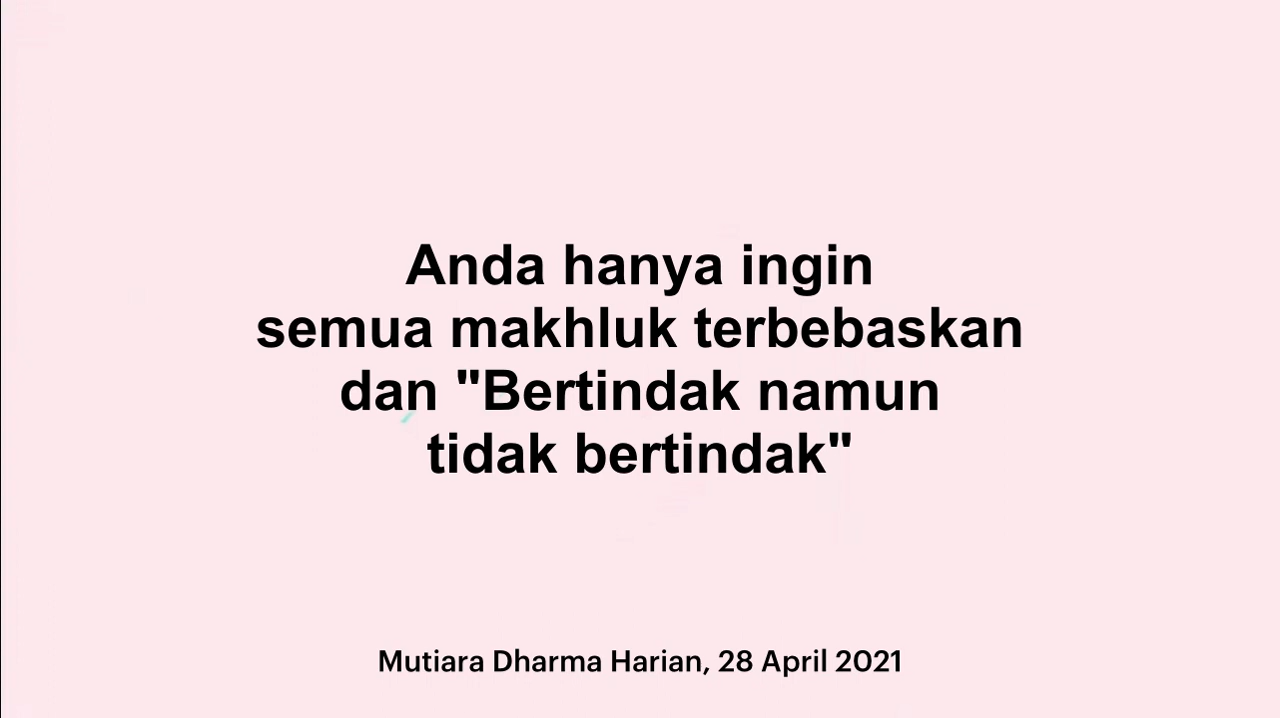 Anda hanya ingin
semua makhluk terbebaskan
dan "Bertindak namun
tidak bertindak"
Mutiara Dharma Harian, 28 April 2021